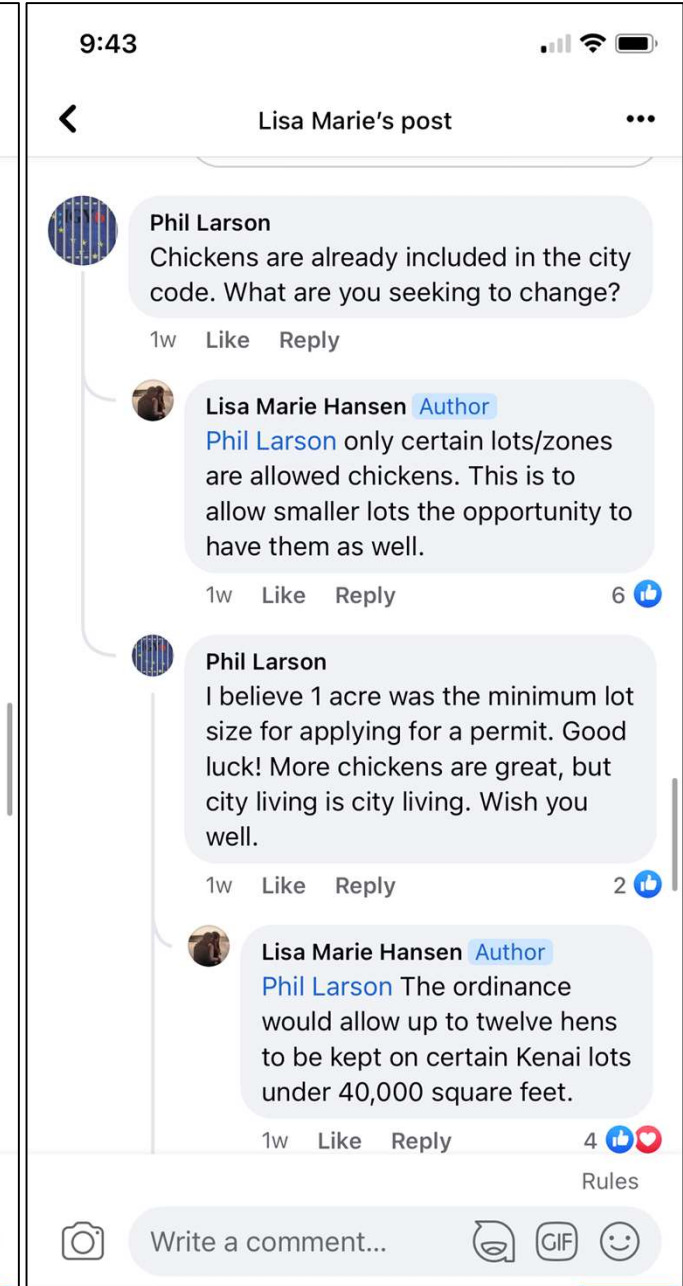 9:43
Lisa Marie's post
Phil Larson
Chickens are already included in the city
code. What are you seeking to change?
1w Like Reply
Lisa Marie Hansen Author
Phil Larson only certain lots/zones
are allowed chickens. This is to
allow smaller lots the opportunity to
have them as well.
1w Like Reply 6
Phil Larson
I believe 1 acre was the minimum lot
size for applying for a permit. Good
luck! More chickens are great, but
city living is city living. Wish you
well.
1w Like Reply 2
Lisa Marie Hansen Author
Phil Larson The ordinance
would allow up to twelve hens
to be kept on certain Kenai lots
under 40,000 square feet.
1w Like Reply 4
Rules
Write a comment...
GIF